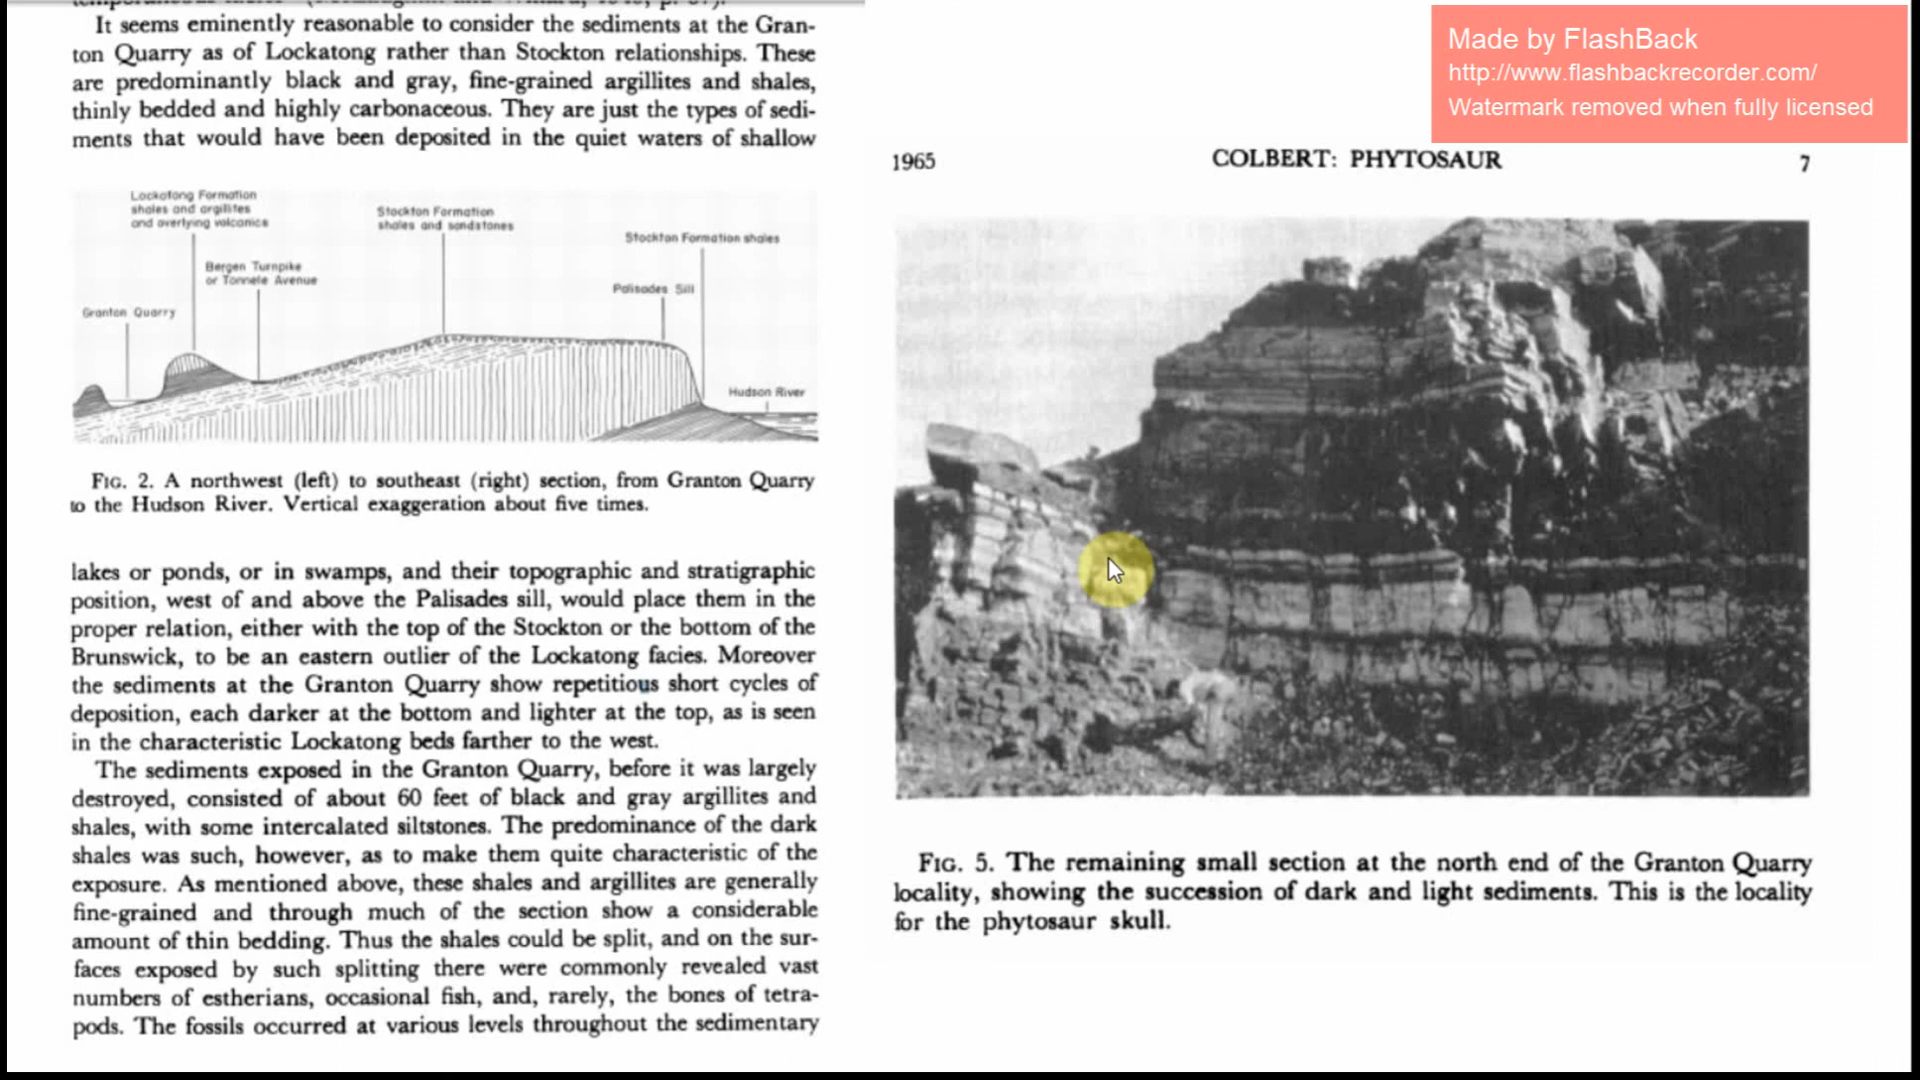 It seems eminently reasonable to consider the sediments at the Gran-
ton Quarry as of Lockatong rather than Stockton relationships. These
are predominantly black and gray, fine-grained argillites and shales,
thinly bedded and highly carbonaceous. They are just the types of sedi-
ments that would have been deposited in the quiet waters of shallow
Lockatong Formation
shales and argillites
and overlying volcanics
Stockton Formation
shales and sandstones
Stockton Formation shales
Bergen Turnpike
or Tonnele Avenue
Palisades Sill
Granton Quarry
Hudson River
FIG. 2. A northwest (left) to southeast (right) section, from Granton Quarry
to the Hudson River. Vertical exaggeration about five times.
lakes or ponds, or in swamps, and their topographic and stratigraphic
position, west of and above the Palisades sill, would place them in the
proper relation, either with the top of the Stockton or the bottom of the
Brunswick, to be an eastern outlier of the Lockatong facies. Moreover
the sediments at the Granton Quarry show repetitious short cycles of
deposition, each darker at the bottom and lighter at the top, as is seen
in the characteristic Lockatong beds farther to the west.
The sediments exposed in the Granton Quarry, before it was largely
destroyed, consisted of about 60 feet of black and gray argillites and
shales, with some intercalated siltstones. The predominance of the dark
shales was such, however, as to make them quite characteristic of the
exposure. As mentioned above, these shales and argillites are generally
fine-grained and through much of the section show a considerable
amount of thin bedding. Thus the shales could be split, and on the sur-
faces exposed by such splitting there were commonly revealed vast
numbers of estherians, occasional fish, and, rarely, the bones of tetra-
pods. The fossils occurred at various levels throughout the sedimentary
Made by FlashBack
http://www.flashbackrecorder.com/
Watermark removed when fully licensed
1965 COLBERT: PHYTOSAUR 7
FIG. 5. The remaining small section at the north end of the Granton Quarry
locality, showing the succession of dark and light sediments. This is the locality
for the phytosaur skull.